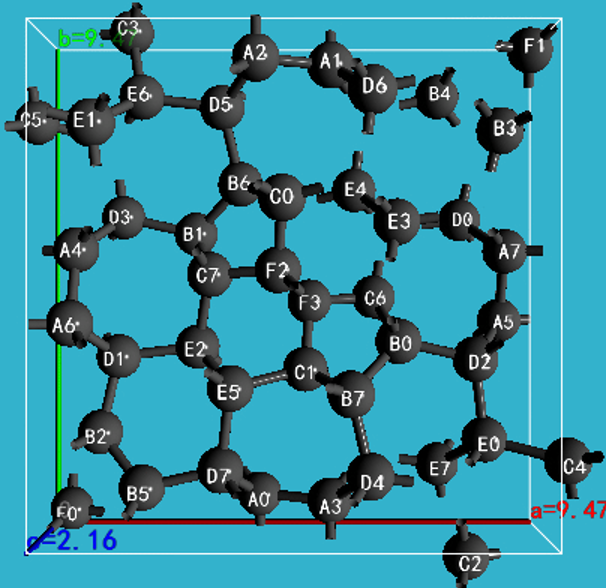 C3*
b=9.47
A2*
A1*
F1
D6
B4
E6*
D5*
C5*
E1*
B3
B6
C0
E4
D3*
B1*
E3
D0
A4*
A7
C7*
F2
F3
C6
A6*
A5
D1*
E2*
B0
D2
E5*
C1*
B7
B2*
E0
E7
C4
D7*
D4
B5*
A0*
A3
F0*
a=9.47
c=2.16
C2